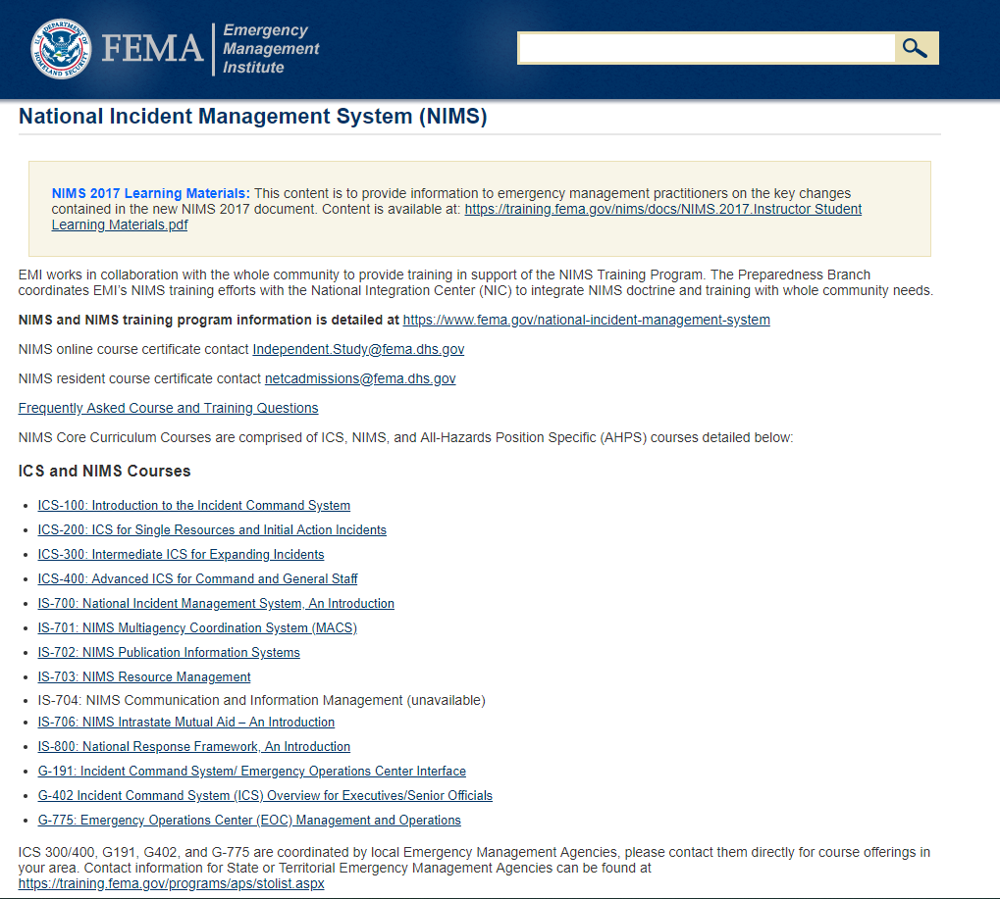 U.S. DEPARTMENT OF
HOMELAND SECURITY
FEMA
Emergency
Management
Institute
National Incident Management System (NIMS)
NIMS 2017 Learning Materials: This content is to provide information to emergency management practitioners on the key changes
contained in the new NIMS 2017 document. Content is available at: https://training.fema.gov/nims/docs/NIMS.2017.Instructor Student
Learning Materials.pdf
EMI works in collaboration with the whole community to provide training in support of the NIMS Training Program. The Preparedness Branch
coordinates EMI's NIMS training efforts with the National Integration Center (NIC) to integrate NIMS doctrine and training with whole community needs.
NIMS and NIMS training program information is detailed at https://www.fema.gov/national-incident-management-system
NIMS online course certificate contact Independent.Study@fema.dhs.gov
NIMS resident course certificate contact netcadmissions@fema.dhs.gov
Frequently Asked Course and Training Questions
NIMS Core Curriculum Courses are comprised of ICS, NIMS, and All-Hazards Position Specific (AHPS) courses detailed below:
ICS and NIMS Courses
• ICS-100: Introduction to the Incident Command System
• ICS-200: ICS for Single Resources and Initial Action Incidents
• ICS-300: Intermediate ICS for Expanding Incidents
• ICS-400: Advanced ICS for Command and General Staff
• IS-700: National Incident Management System, An Introduction
• IS-701: NIMS Multiagency Coordination System (MACS)
• IS-702: NIMS Publication Information Systems
• IS-703: NIMS Resource Management
• IS-704: NIMS Communication and Information Management (unavailable)
• IS-706: NIMS Intrastate Mutual Aid – An Introduction
• IS-800: National Response Framework, An Introduction
• G-191: Incident Command System/ Emergency Operations Center Interface
• G-402 Incident Command System (ICS) Overview for Executives/Senior Officials
• G-775: Emergency Operations Center (EOC) Management and Operations
ICS 300/400, G191, G402, and G-775 are coordinated by local Emergency Management Agencies, please contact them directly for course offerings in
your area. Contact information for State or Territorial Emergency Management Agencies can be found at
https://training.fema.gov/programs/aps/stolist.aspx